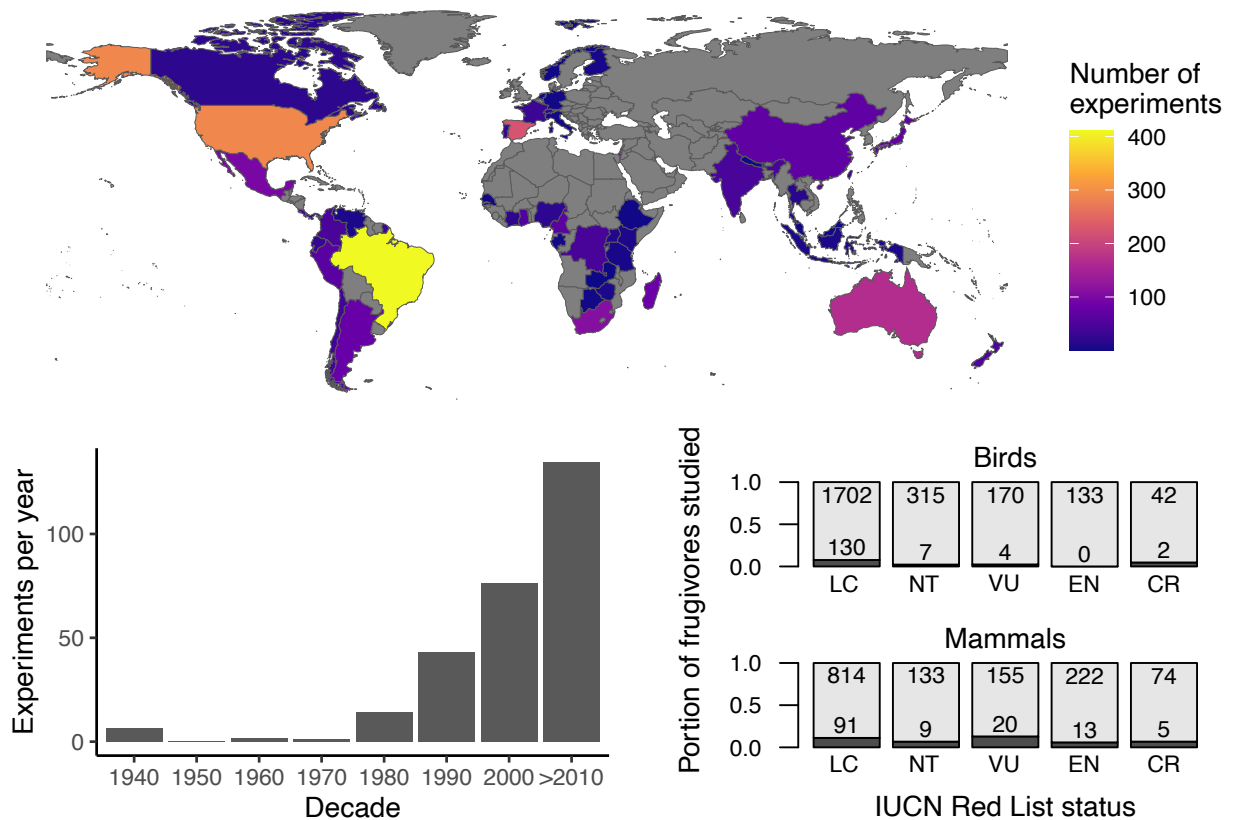 Number of
experiments
400
300
200
100
Experiments per year
100
50
0
1940 1950 1960 1970 1980 1990 2000 >2010
Decade
Portion of frugivores studied
Birds
1.0
0.5
0.0
1702 315 170 133 42
130 7 4 0 2
LC NT VU EN CR
Mammals
1.0
0.5
0.0
814 133 155 222 74
91 9 20 13 5
LC NT VU EN CR
IUCN Red List status